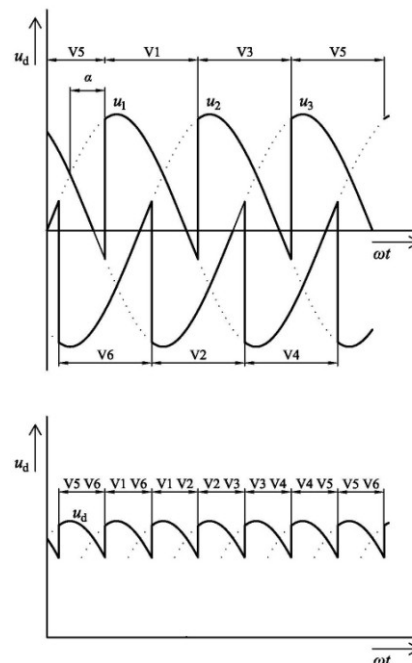 V5 V1 V3 V5
u_d
α
u_1 u_2 u_3
ωt
V6 V2 V4
V5 V6 V1 V6 V1 V2 V2 V3 V3 V4 V4 V5 V5 V6
u_d
u_d
ωt